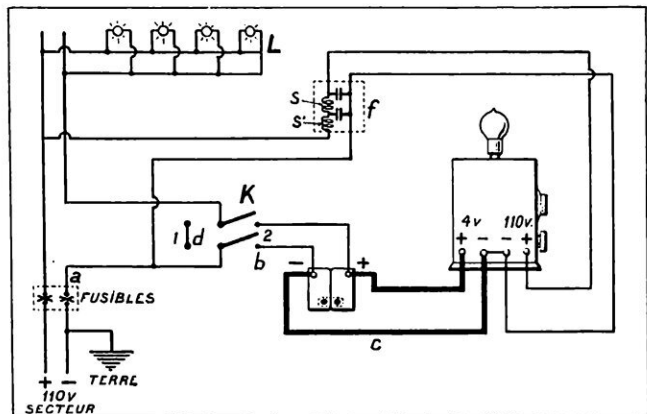 L
S
S'
f
K
1 d 2
b
a
FUSIBLES
4v 110v.
+ - - +
- +
c
TERRE
+ -
110v
SECTEUR